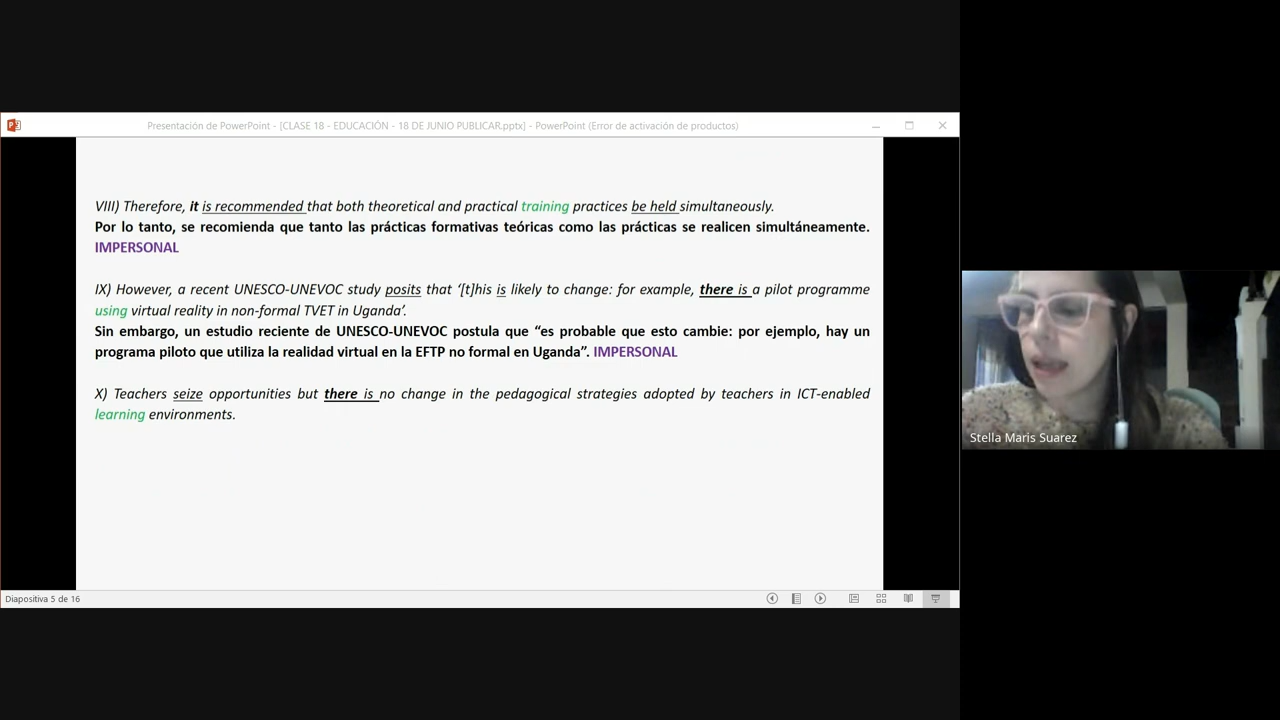 Presentación de PowerPoint - [CLASE 18 - EDUCACIÓN - 18 DE JUNIO PUBLICAR.pptx] - PowerPoint (Error de activación de productos)
VIII) Therefore, it is recommended that both theoretical and practical training practices be held simultaneously.
Por lo tanto, se recomienda que tanto las prácticas formativas teóricas como las prácticas se realicen simultáneamente.
IMPERSONAL
IX) However, a recent UNESCO-UNEVOC study posits that ‘[t]his is likely to change: for example, there is a pilot programme
using virtual reality in non-formal TVET in Uganda’.
Sin embargo, un estudio reciente de UNESCO-UNEVOC postula que “es probable que esto cambie: por ejemplo, hay un
programa piloto que utiliza la realidad virtual en la EFTP no formal en Uganda”. IMPERSONAL
X) Teachers seize opportunities but there is no change in the pedagogical strategies adopted by teachers in ICT-enabled
learning environments.
Stella Maris Suarez
Diapositiva 5 de 16